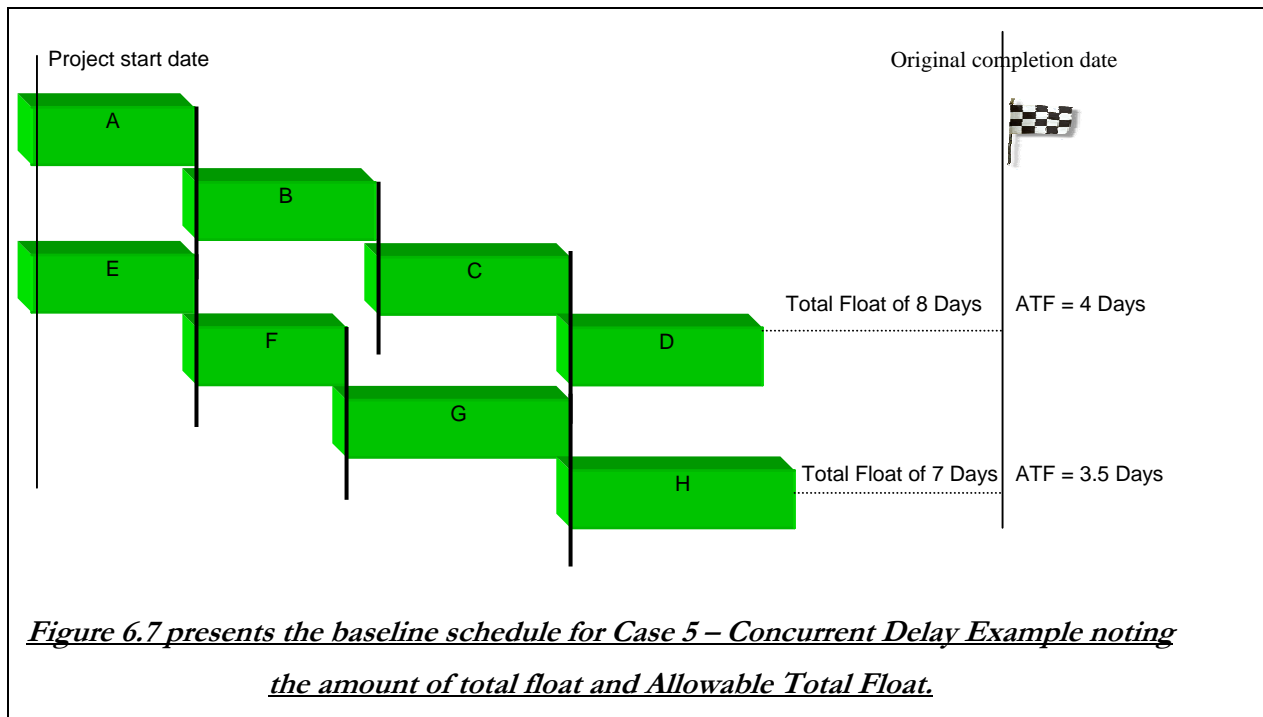 Project start date
Original completion date
A
B
E
C
Total Float of 8 Days
ATF = 4 Days
F
D
G
Total Float of 7 Days
ATF = 3.5 Days
H
Figure 6.7 presents the baseline schedule for Case 5 – Concurrent Delay Example noting
the amount of total float and Allowable Total Float.